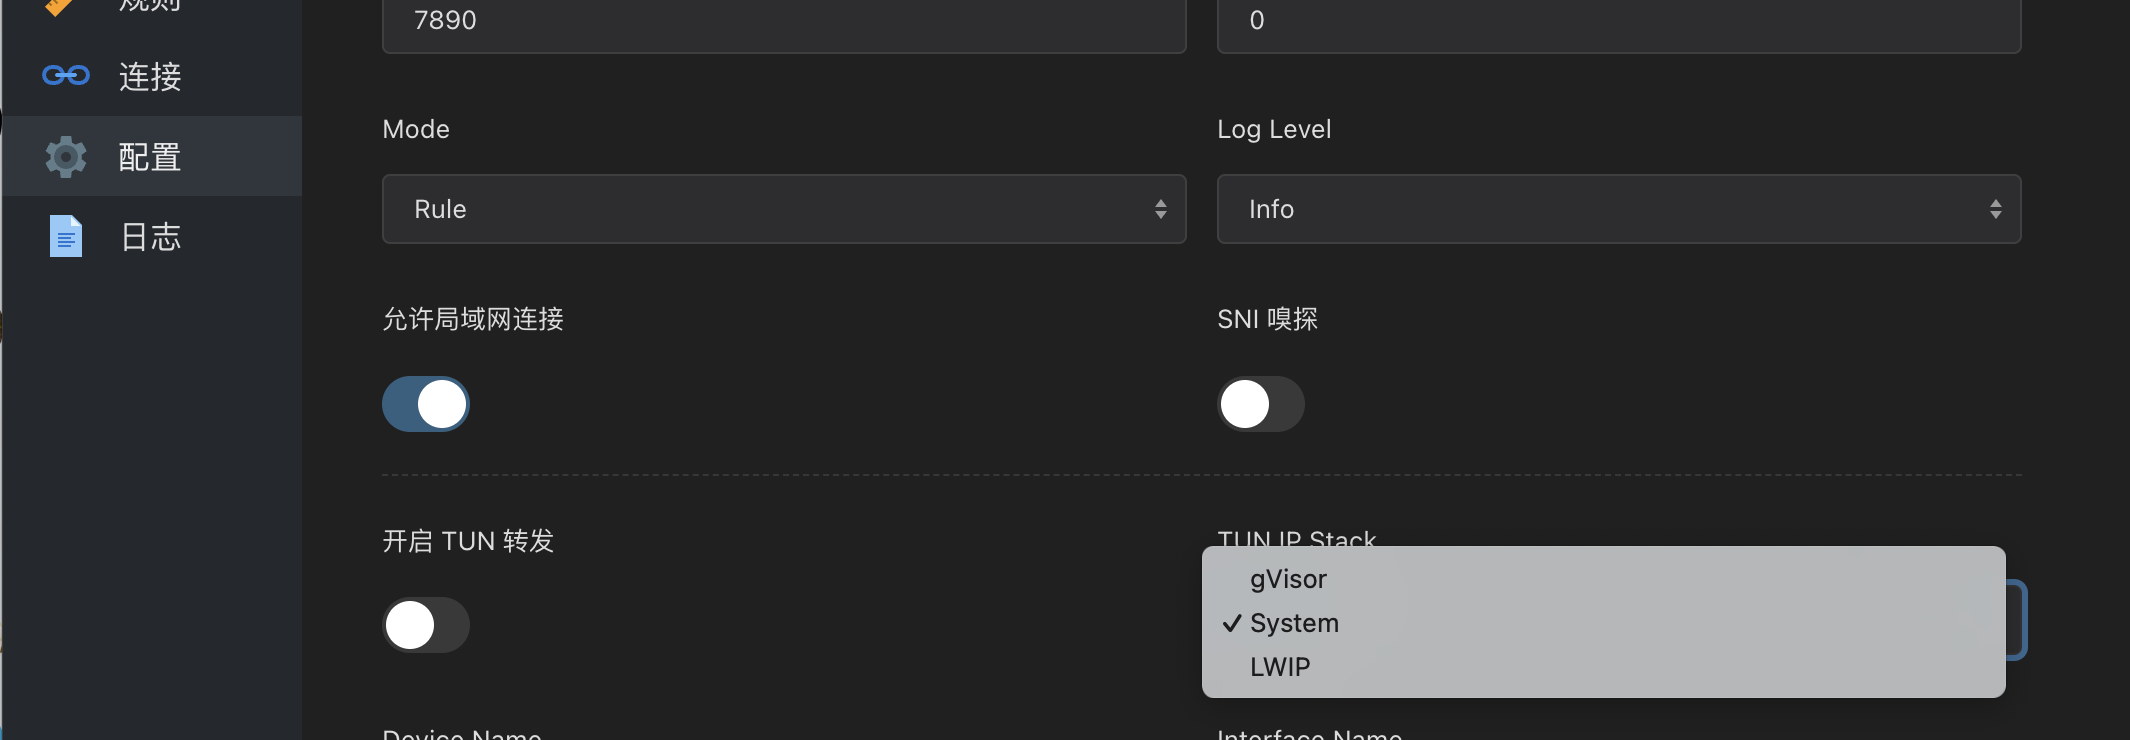 规则
7890
0
连接
Mode
Log Level
配置
Rule
Info
日志
允许局域网连接
SNI 嗅探
开启 TUN 转发
TUN IP Stack
gVisor
System
LWIP
Device Name
Interface Name